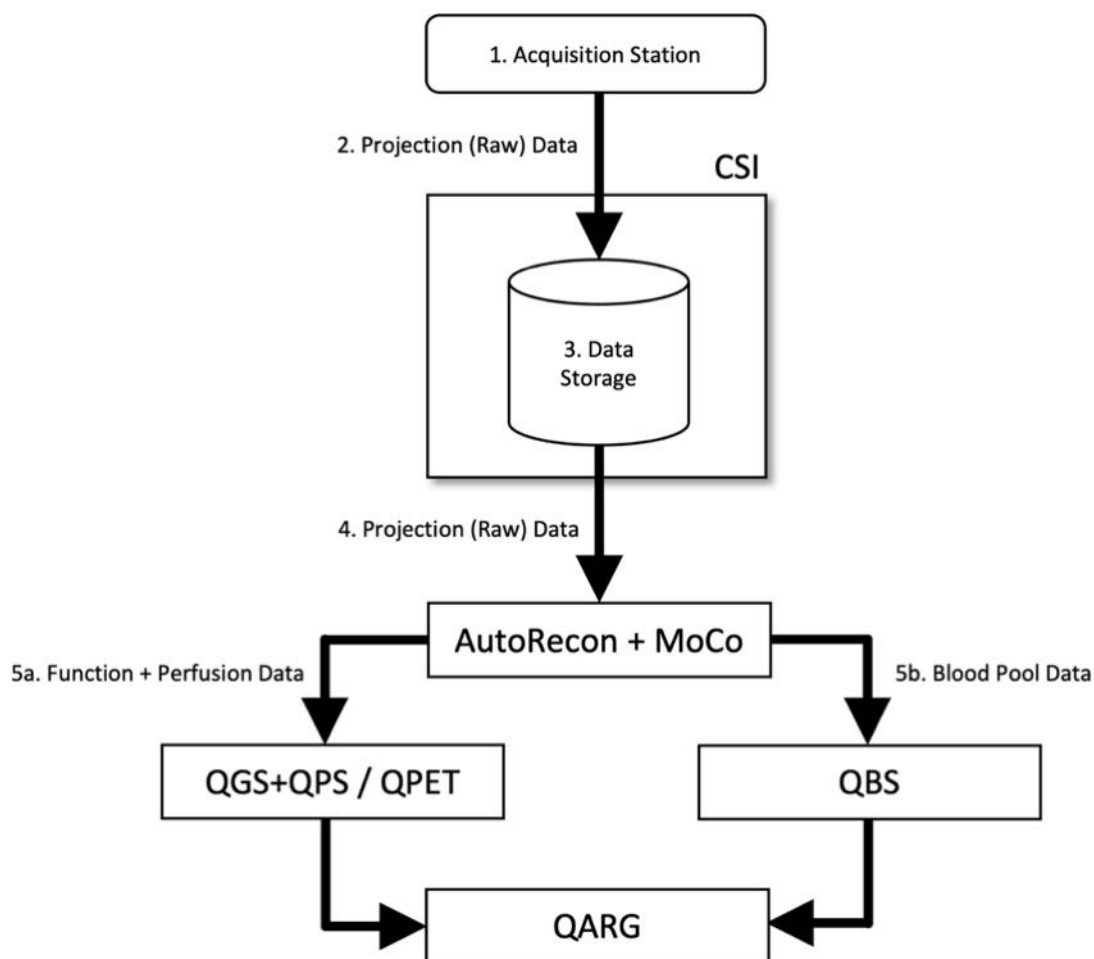 1. Acquisition Station
2. Projection (Raw) Data
CSI
3. Data
Storage
4. Projection (Raw) Data
AutoRecon + MoCo
5a. Function + Perfusion Data
5b. Blood Pool Data
QGS+QPS / QPET
QBS
QARG